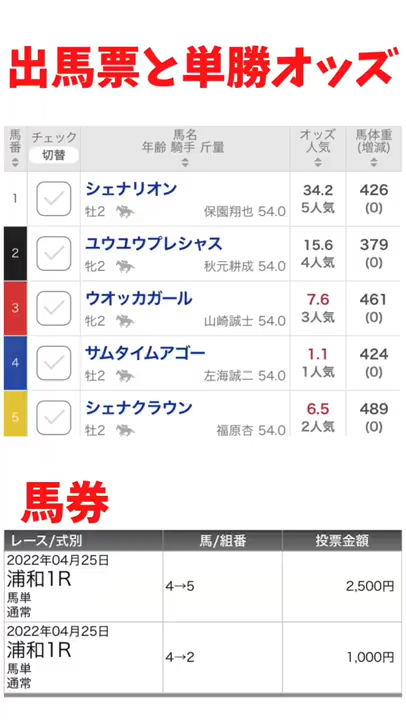 出馬票と単勝オッズ
馬番 チェック 切替 馬名 年齢 騎手 斤量 オッズ 人気 馬体重 (増減)
1 シェナリオン 34.2 426
牡2 保園翔也 54.0 5人気 (0)
2 ユウユウプレシャス 15.6 379
牝2 秋元耕成 54.0 4人気 (0)
3 ウオッカガール 7.6 461
牝2 山崎誠士 54.0 3人気 (0)
4 サムタイムアゴー 1.1 424
牡2 左海誠二 54.0 1人気 (0)
5 シェナクラウン 6.5 489
牡2 福原杏 54.0 2人気 (0)
馬券
レース/式別 馬/組番 投票金額
2022年04月25日
浦和1R 4→5 2,500円
馬単
通常
2022年04月25日
浦和1R 4→2 1,000円
馬単
通常